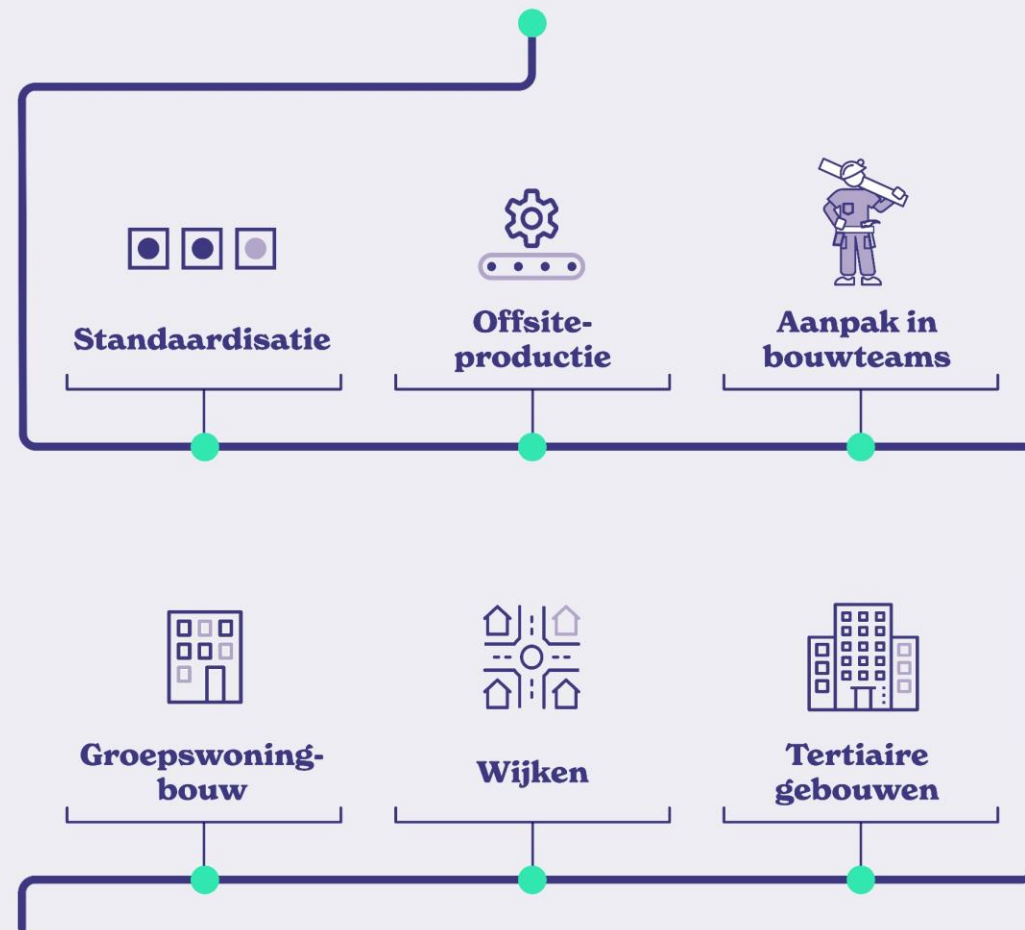 Standaardisatie
Offsite-
productie
Aanpak in
bouwteams
Groepswoning-
bouw
Wijken
Tertiaire
gebouwen